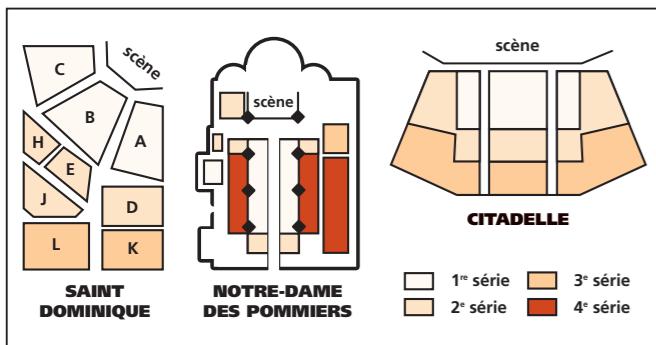 C
scène
B
A
H
E
J
D
L
K
SAINT
DOMINIQUE
scène
NOTRE-DAME
DES POMMIERS
scène
CITADELLE
1re série
2e série
3e série
4e série